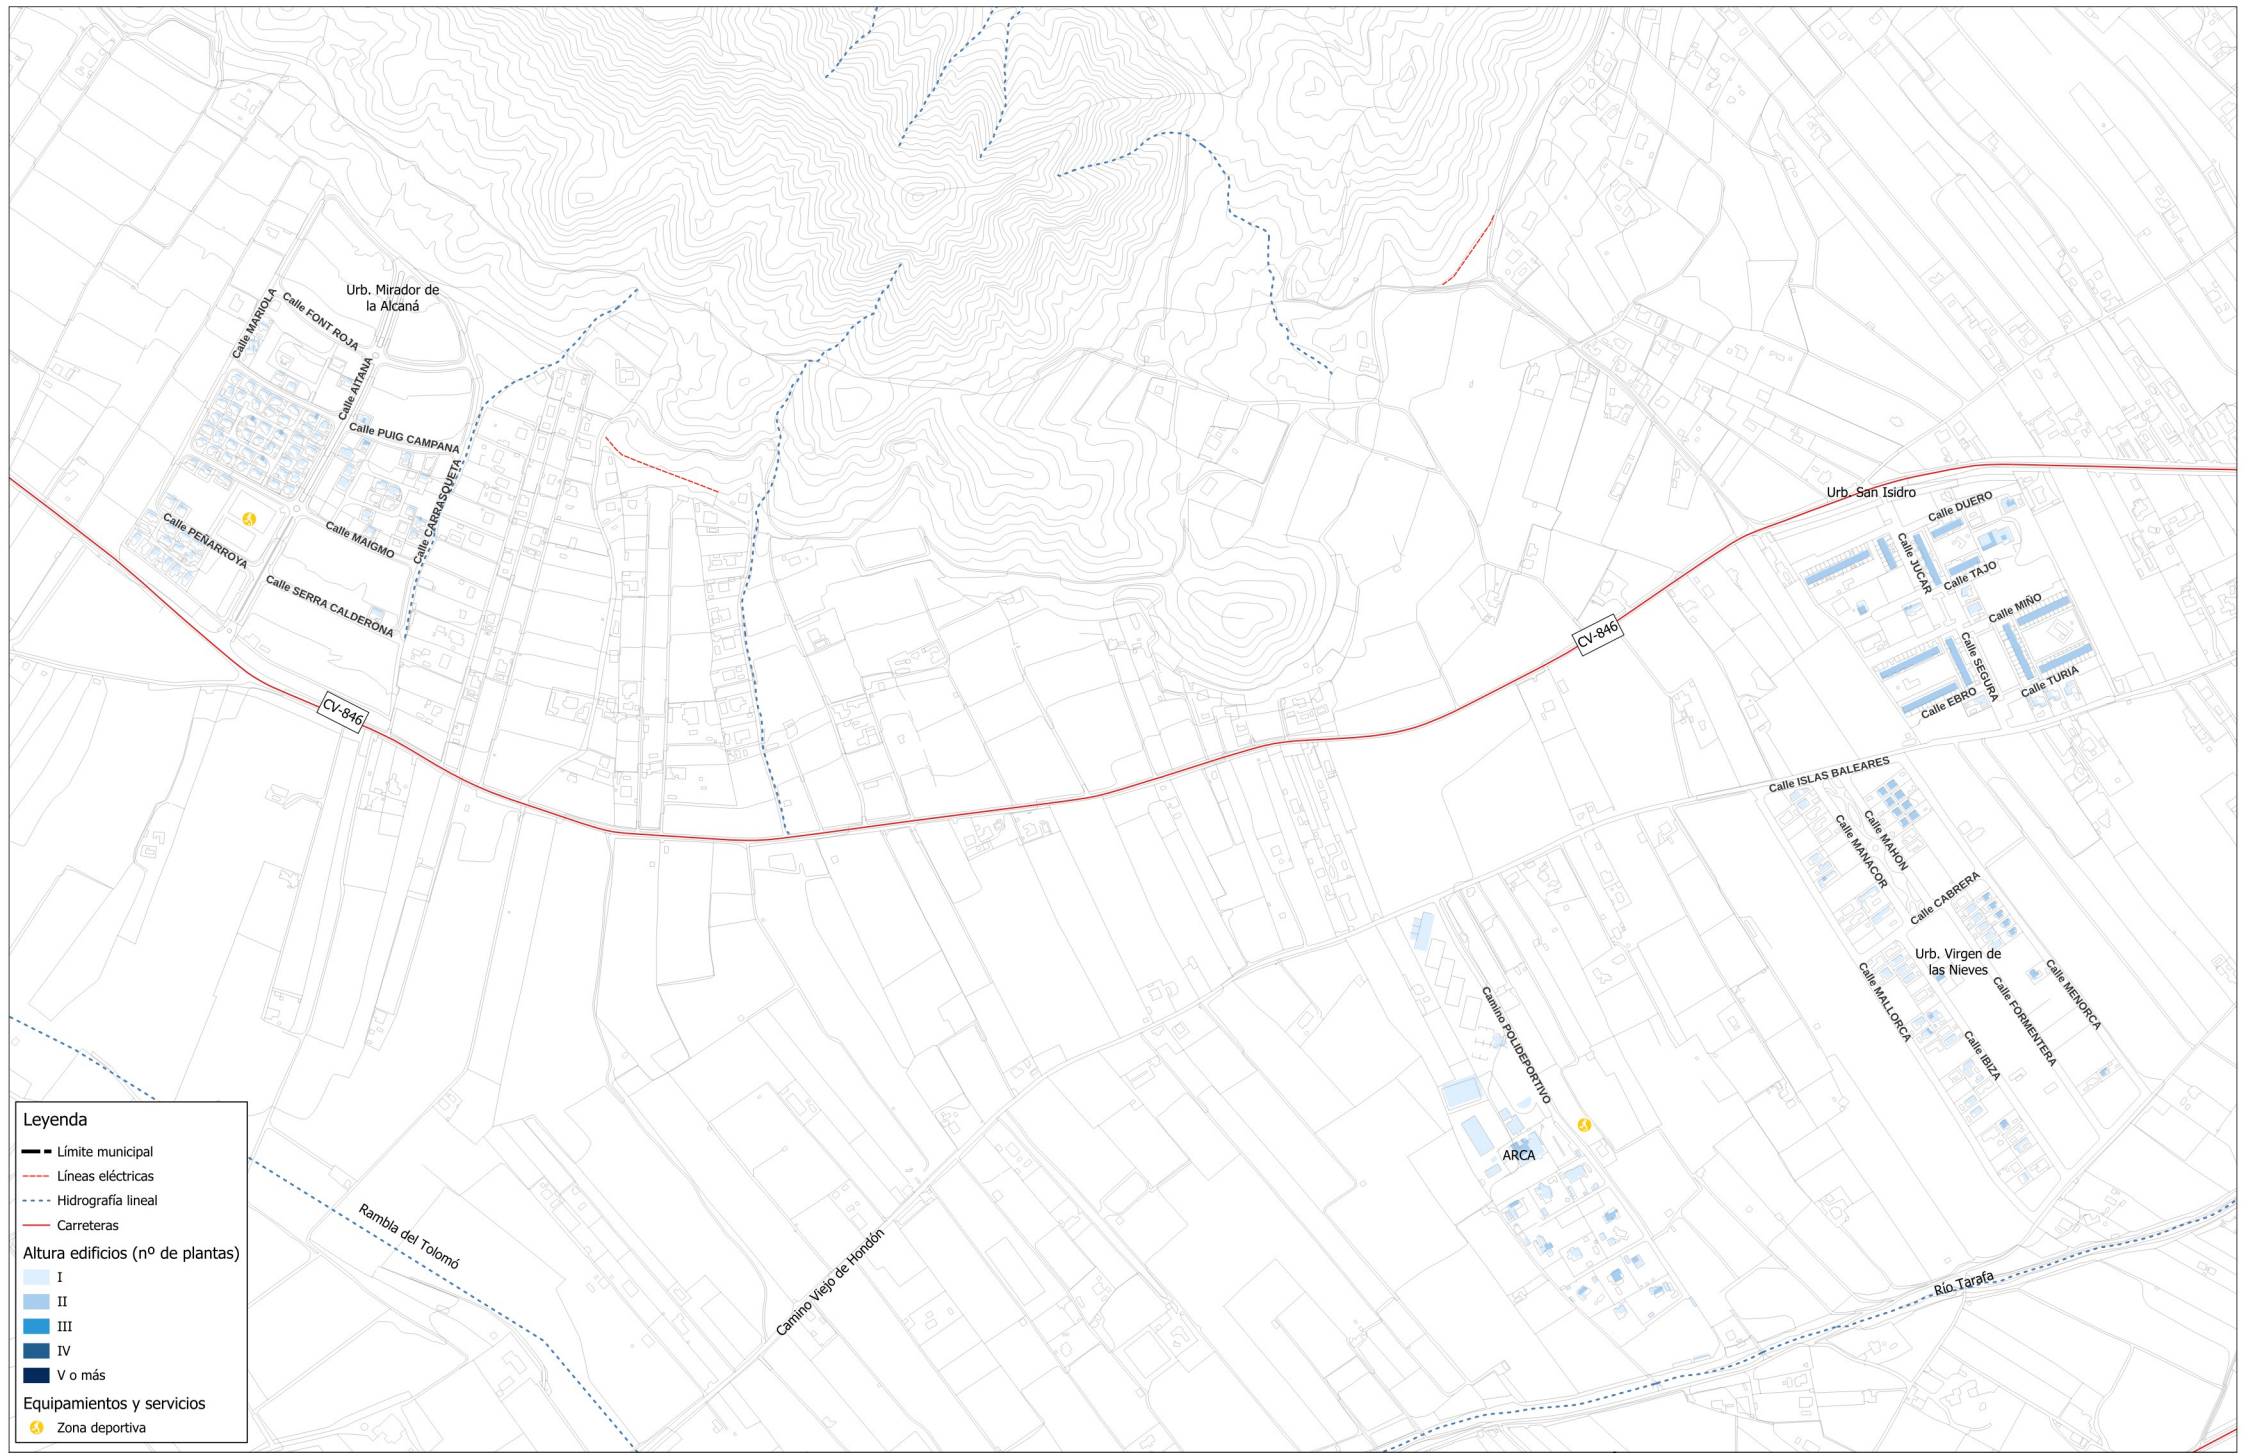 Urb. Mirador de
la Alcaná
Calle MARIOLA
Calle FONT ROJA
Calle AITANA
Calle PUIG CAMPANA
Calle CARRASQUETA
Calle MAIGMO
Calle PEÑARROYA
Calle SERRA CALDERONA
CV-846
CV-846
Urb. San Isidro
Calle DUERO
Calle JUCAR
Calle TAJO
Calle MIÑO
Calle SEGURA
Calle TURIA
Calle EBRO
Calle ISLAS BALEARES
Calle MAHON
Calle MANACOR
Calle CABRERA
Urb. Virgen de
las Nieves
Calle MALLORCA
Calle MENORCA
Calle FORMENTERA
Calle IBIZA
Camino POLIDEPORTIVO
ARCA
Rambla del Tolomó
Camino Viejo de Hondón
Río Tarafa
Leyenda
Límite municipal
Líneas eléctricas
Hidrografía lineal
Carreteras
Altura edificios (nº de plantas)
I
II
III
IV
V o más
Equipamientos y servicios
Zona deportiva